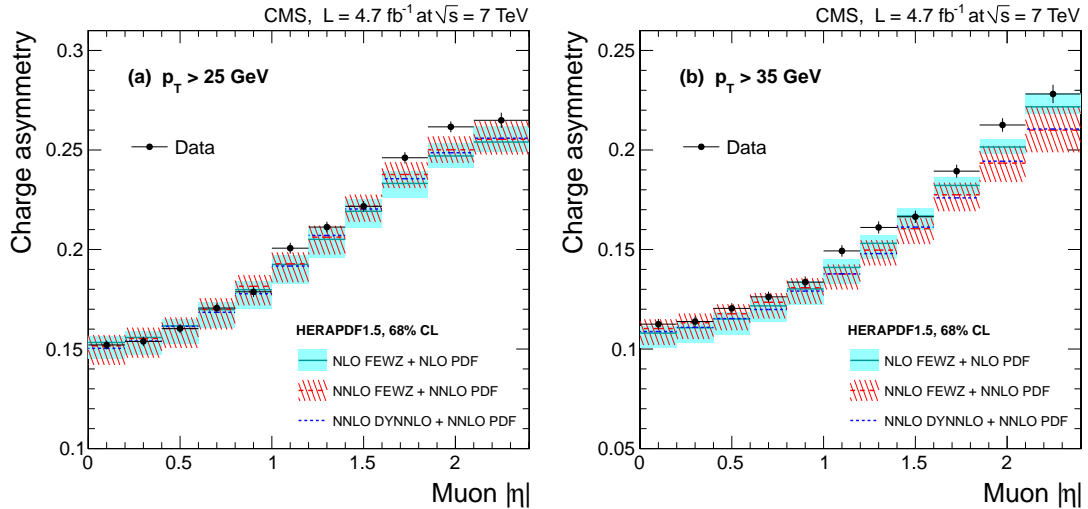 CMS, L = 4.7 fb⁻¹ at √s = 7 TeV
(a) p_T > 25 GeV
Data
Charge asymmetry
0.3
0.25
0.2
0.15
0.1
HERAPDF1.5, 68% CL
NLO FEWZ + NLO PDF
NNLO FEWZ + NNLO PDF
NNLO DYNNLO + NNLO PDF
0 0.5 1 1.5 2
Muon |η|
CMS, L = 4.7 fb⁻¹ at √s = 7 TeV
(b) p_T > 35 GeV
Data
Charge asymmetry
0.25
0.2
0.15
0.1
0.05
HERAPDF1.5, 68% CL
NLO FEWZ + NLO PDF
NNLO FEWZ + NNLO PDF
NNLO DYNNLO + NNLO PDF
0 0.5 1 1.5 2
Muon |η|